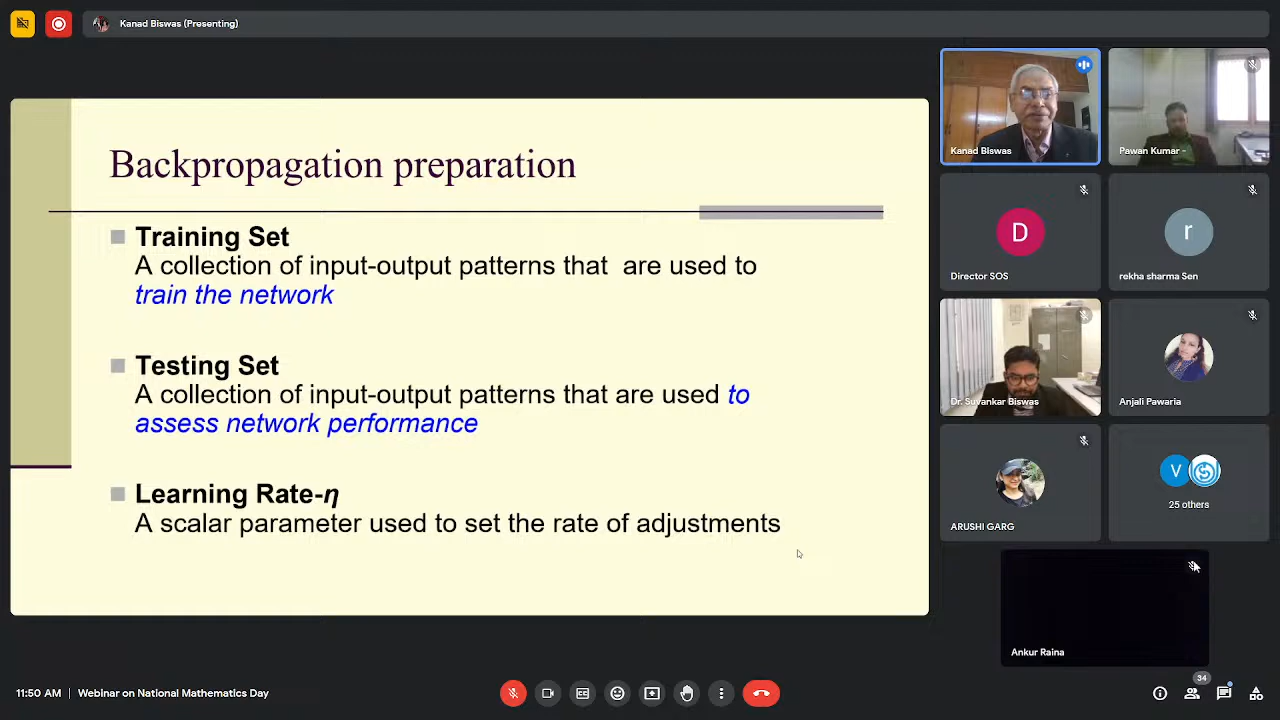 Kanad Biswas (Presenting)
Backpropagation preparation
Training Set
A collection of input-output patterns that are used to
train the network
Testing Set
A collection of input-output patterns that are used to
assess network performance
Learning Rate-η
A scalar parameter used to set the rate of adjustments
Kanad Biswas
Pawan Kumar -
D
Director SOS
r
rekha sharma Sen
Dr. Suvankar Biswas
Anjali Pawaria
ARUSHI GARG
V
25 others
Ankur Raina
11:50 AM | Webinar on National Mathematics Day
34